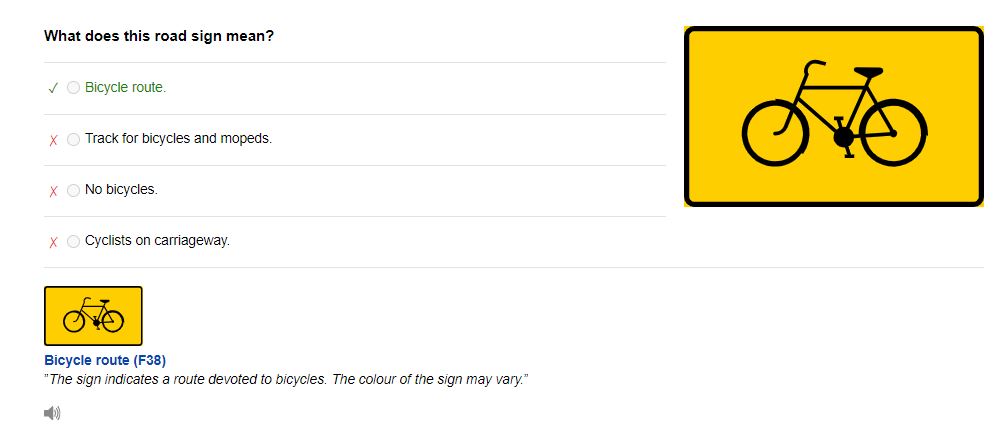 What does this road sign mean?
✓ Bicycle route.
X Track for bicycles and mopeds.
X No bicycles.
X Cyclists on carriageway.
Bicycle route (F38)
"The sign indicates a route devoted to bicycles. The colour of the sign may vary."